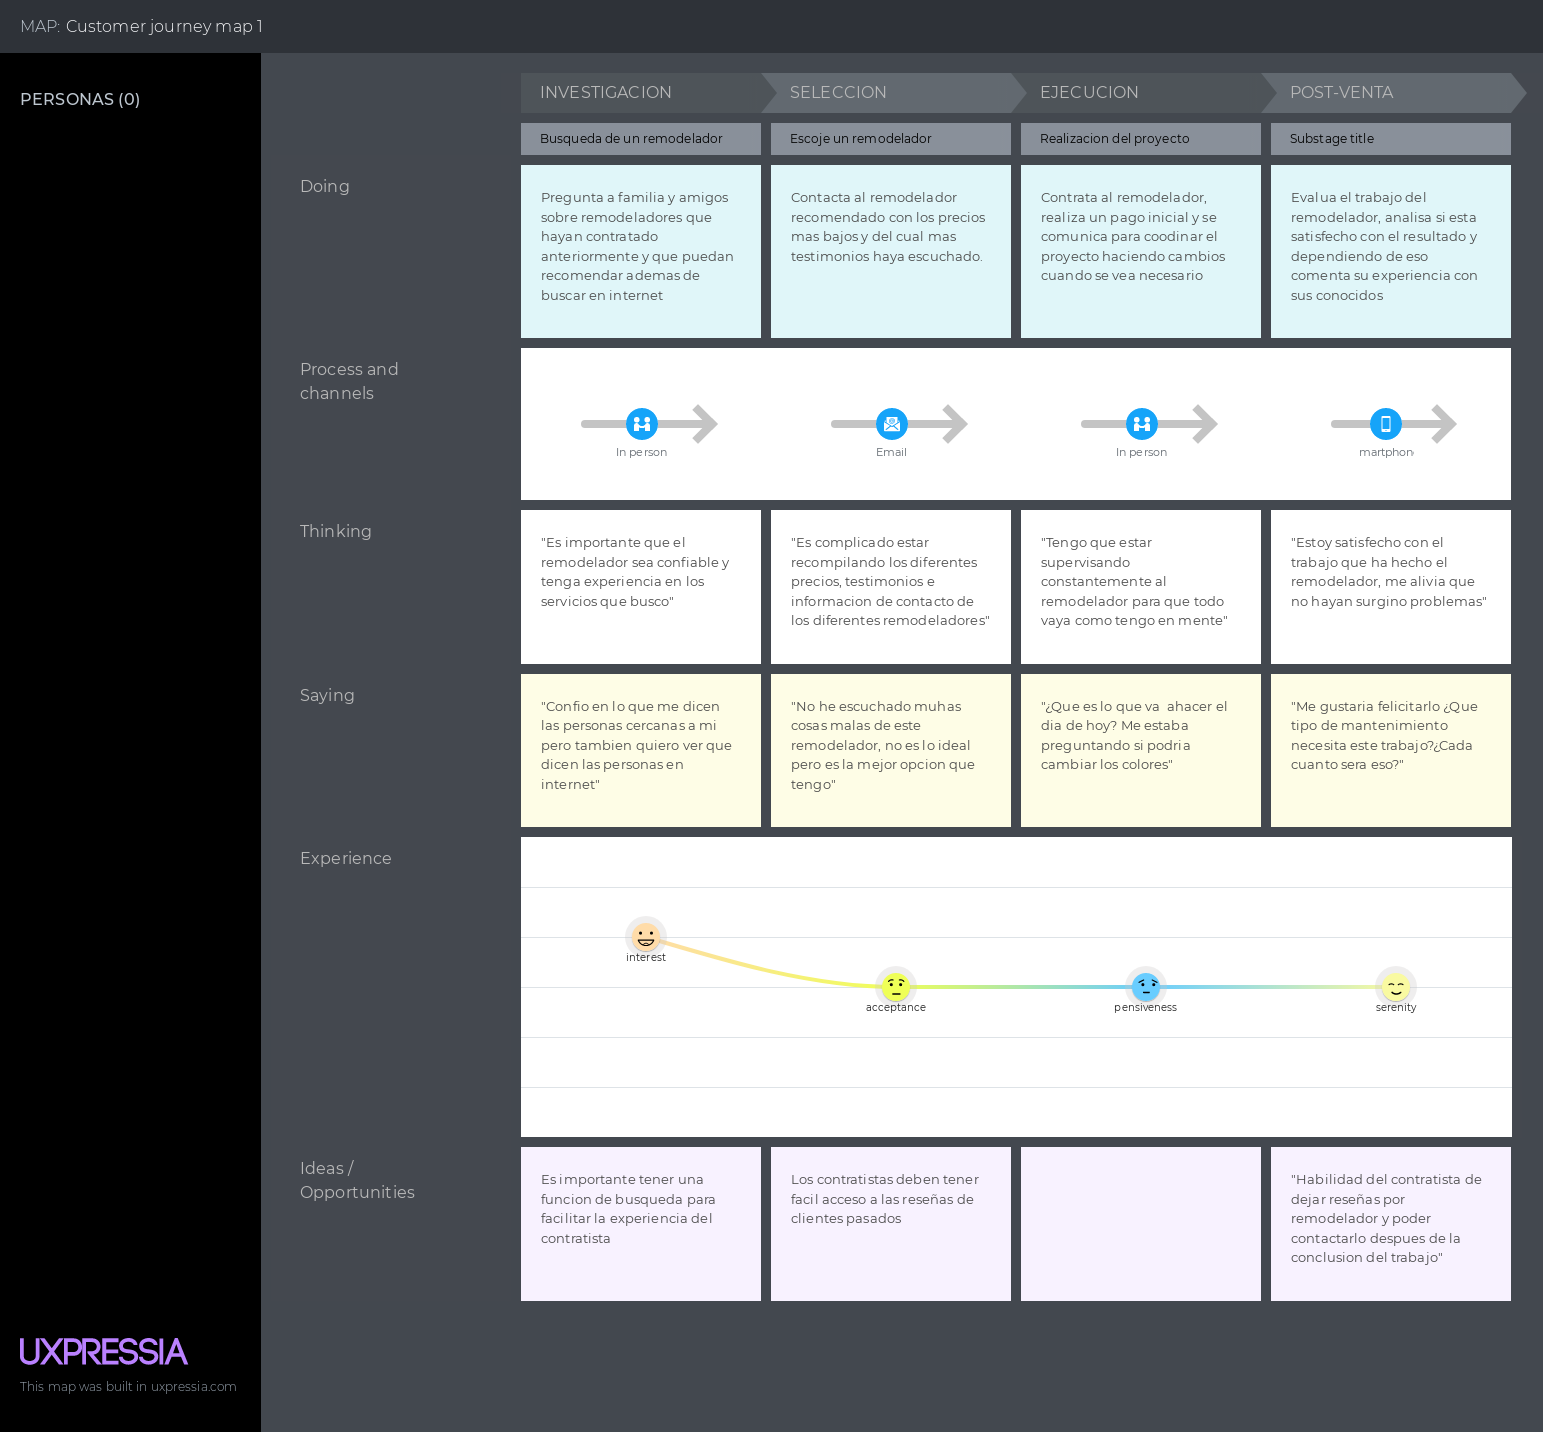 MAP: Customer journey map 1
PERSONAS (0)
INVESTIGACION
SELECCION
EJECUCION
POST-VENTA
Busqueda de un remodelador
Escoje un remodelador
Realizacion del proyecto
Substage title
Doing
Pregunta a familia y amigos
sobre remodeladores que
hayan contratado
anteriormente y que puedan
recomendar ademas de
buscar en internet
Contacta al remodelador
recomendado con los precios
mas bajos y del cual mas
testimonios haya escuchado.
Contrata al remodelador,
realiza un pago inicial y se
comunica para coodinar el
proyecto haciendo cambios
cuando se vea necesario
Evalua el trabajo del
remodelador, analisa si esta
satisfecho con el resultado y
dependiendo de eso
comenta su experiencia con
sus conocidos
Process and
channels
In person
Email
In person
martphon
Thinking
"Es importante que el
remodelador sea confiable y
tenga experiencia en los
servicios que busco"
"Es complicado estar
recompilando los diferentes
precios, testimonios e
informacion de contacto de
los diferentes remodeladores"
"Tengo que estar
supervisando
constantemente al
remodelador para que todo
vaya como tengo en mente"
"Estoy satisfecho con el
trabajo que ha hecho el
remodelador, me alivia que
no hayan surgino problemas"
Saying
"Confio en lo que me dicen
las personas cercanas a mi
pero tambien quiero ver que
dicen las personas en
internet"
"No he escuchado muhas
cosas malas de este
remodelador, no es lo ideal
pero es la mejor opcion que
tengo"
"¿Que es lo que va  ahacer el
dia de hoy? Me estaba
preguntando si podria
cambiar los colores"
"Me gustaria felicitarlo ¿Que
tipo de mantenimiento
necesita este trabajo?¿Cada
cuanto sera eso?"
Experience
interest
acceptance
pensiveness
serenity
Ideas /
Opportunities
Es importante tener una
funcion de busqueda para
facilitar la experiencia del
contratista
Los contratistas deben tener
facil acceso a las reseñas de
clientes pasados
"Habilidad del contratista de
dejar reseñas por
remodelador y poder
contactarlo despues de la
conclusion del trabajo"
UXPRESSIA
This map was built in uxpressia.com